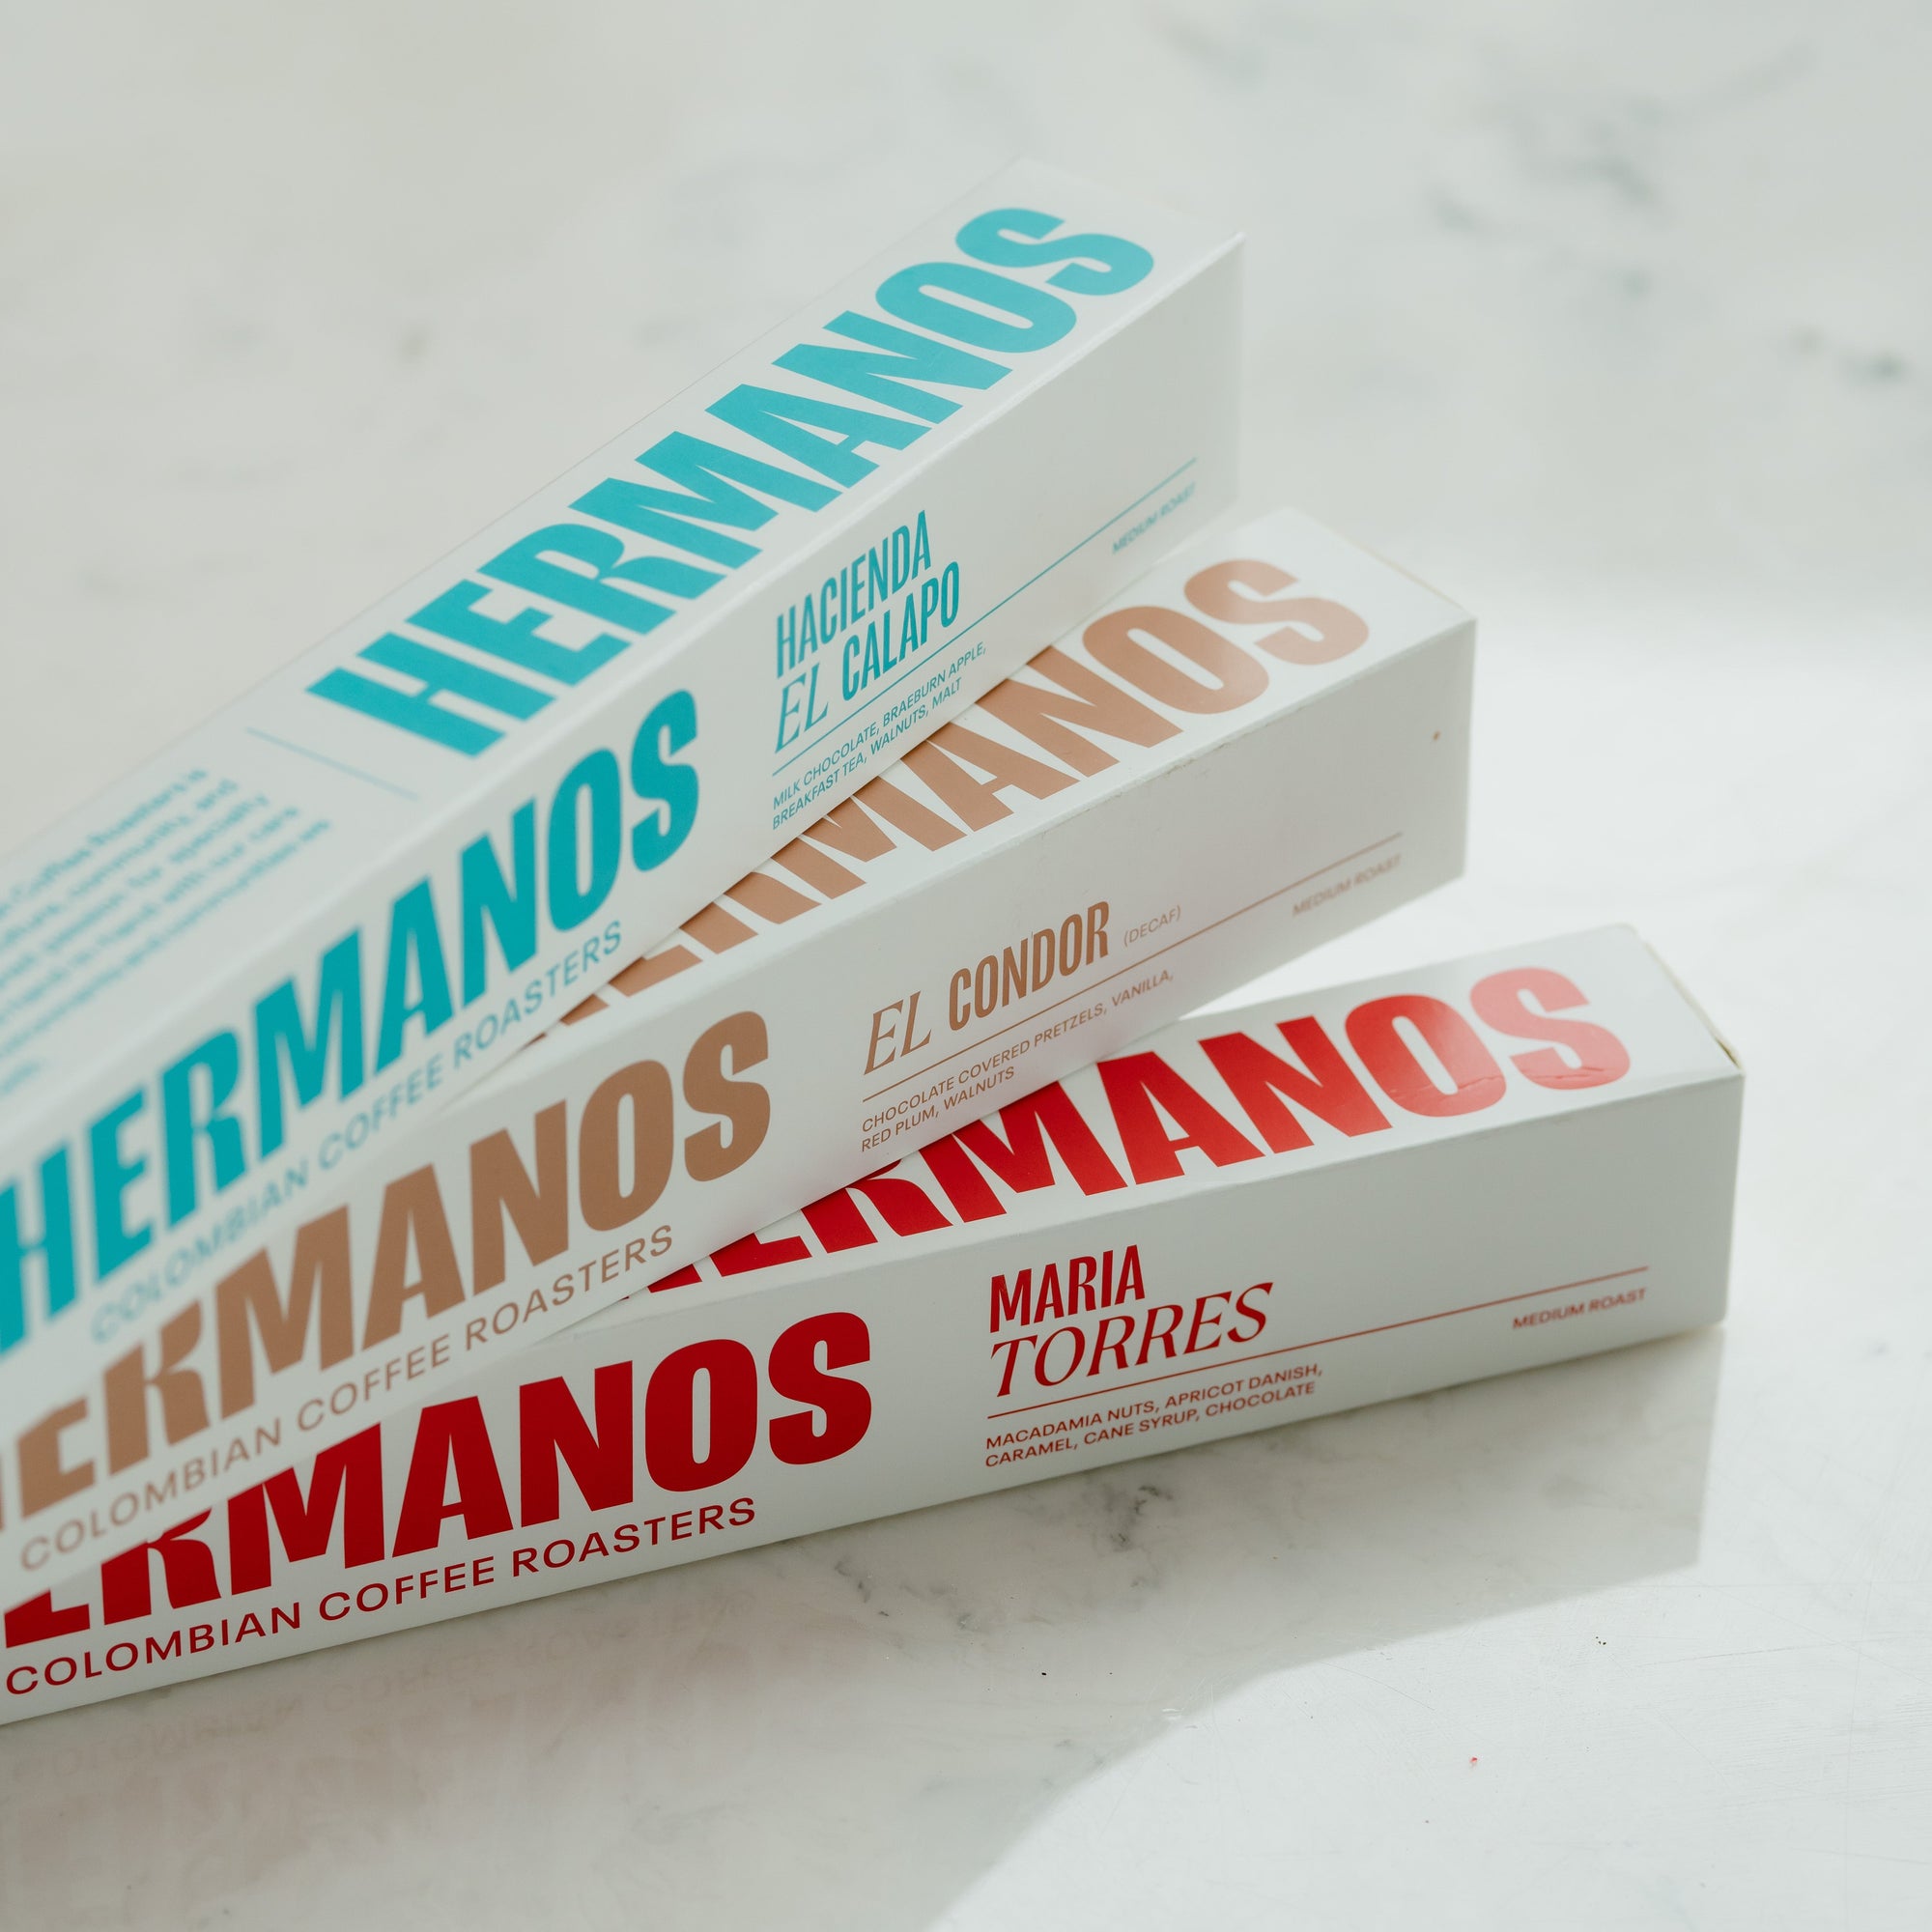 HERMANOS
HERMANOS
COLOMBIAN COFFEE ROASTERS
HACIENDA
EL CALAPO
MEDIUM ROAST
MILK CHOCOLATE, BRAEBURN APPLE,
BREAKFAST TEA, WALNUTS, MALT
ERMANOS
HERMANOS
COLOMBIAN COFFEE ROASTERS
EL CONDOR (DECAF)
MEDIUM ROAST
CHOCOLATE COVERED PRETZELS, VANILLA,
RED PLUM, WALNUTS
HERMANOS
ERMANOS
COLOMBIAN COFFEE ROASTERS
MARIA
TORRES
MEDIUM ROAST
MACADAMIA NUTS, APRICOT DANISH,
CARAMEL, CANE SYRUP, CHOCOLATE